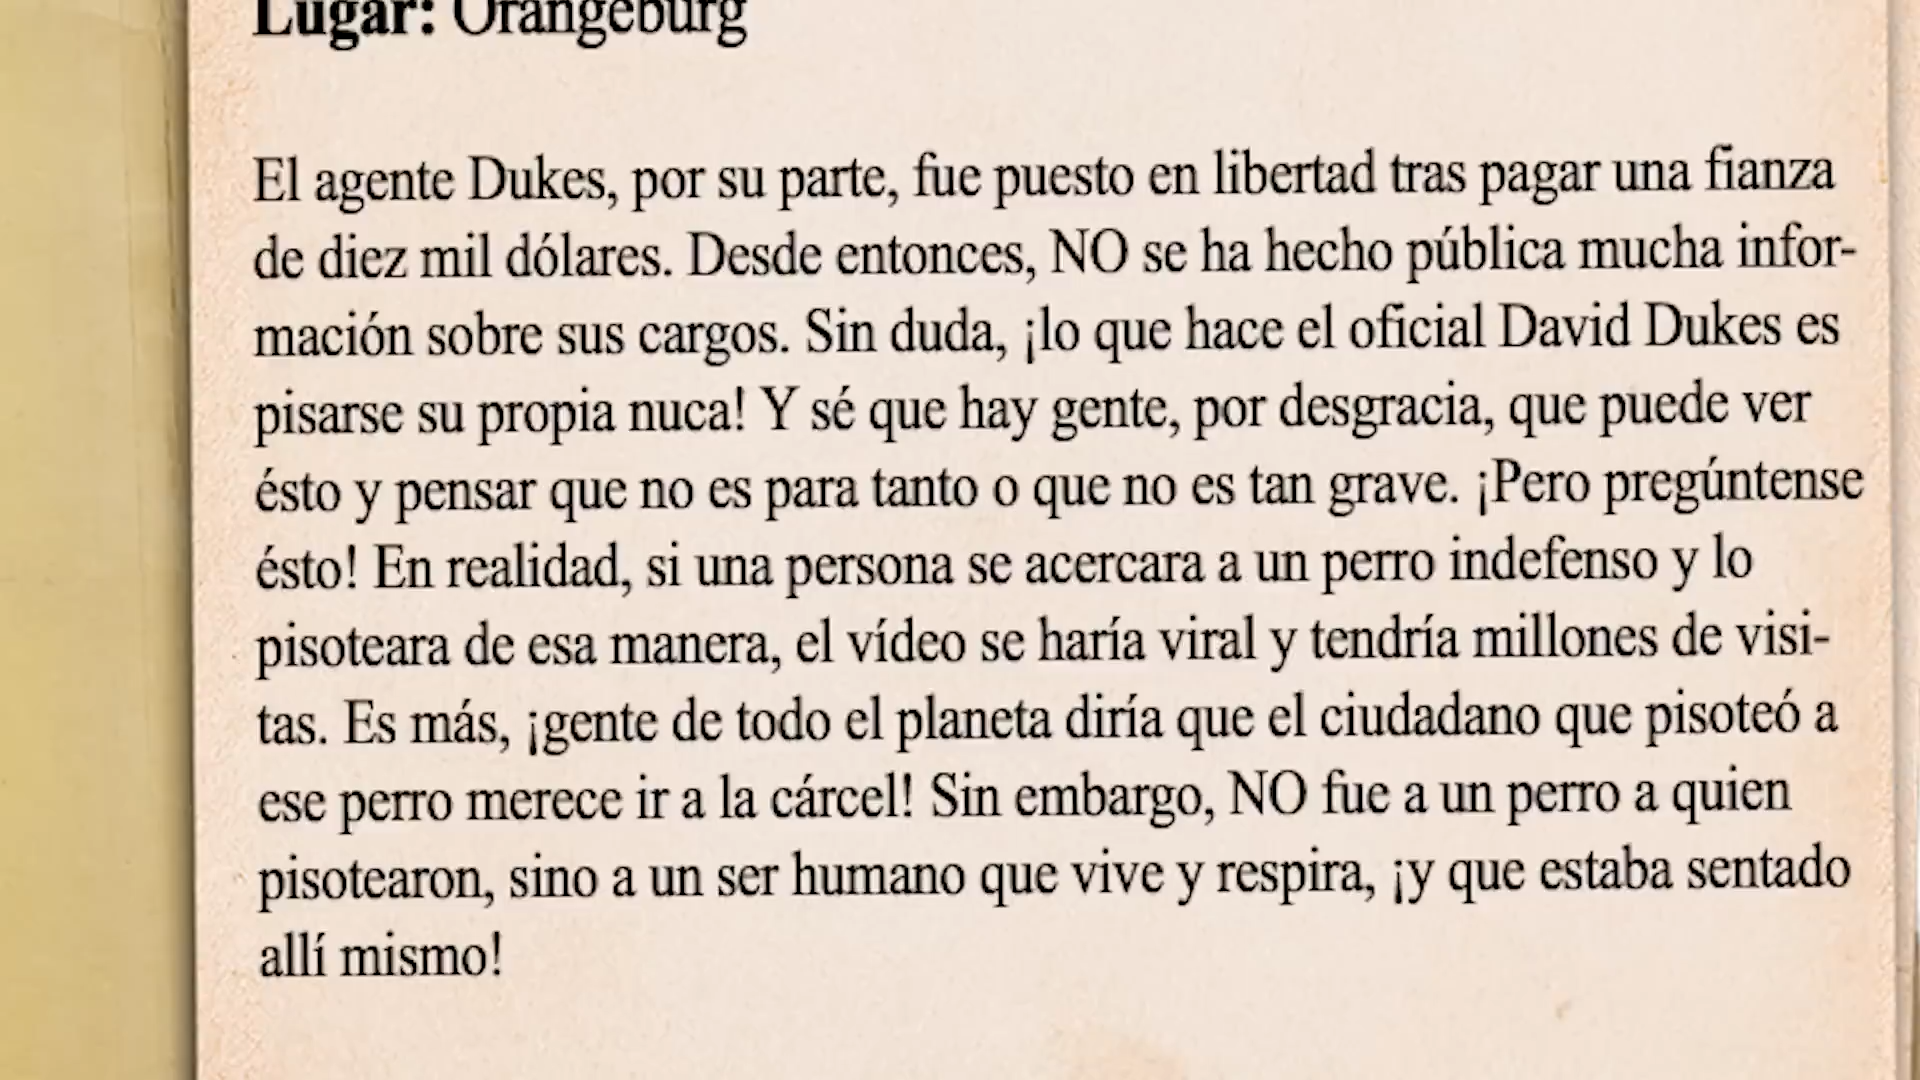 Lugar: Orangeburg
El agente Dukes, por su parte, fue puesto en libertad tras pagar una fianza
de diez mil dólares. Desde entonces, NO se ha hecho pública mucha infor-
mación sobre sus cargos. Sin duda, ¡lo que hace el oficial David Dukes es
pisarse su propia nuca! Y sé que hay gente, por desgracia, que puede ver
ésto y pensar que no es para tanto o que no es tan grave. ¡Pero pregúntense
ésto! En realidad, si una persona se acercara a un perro indefenso y lo
pisoteara de esa manera, el vídeo se haría viral y tendría millones de visi-
tas. Es más, ¡gente de todo el planeta diría que el ciudadano que pisoteó a
ese perro merece ir a la cárcel! Sin embargo, NO fue a un perro a quien
pisotearon, sino a un ser humano que vive y respira, ¡y que estaba sentado
allí mismo!